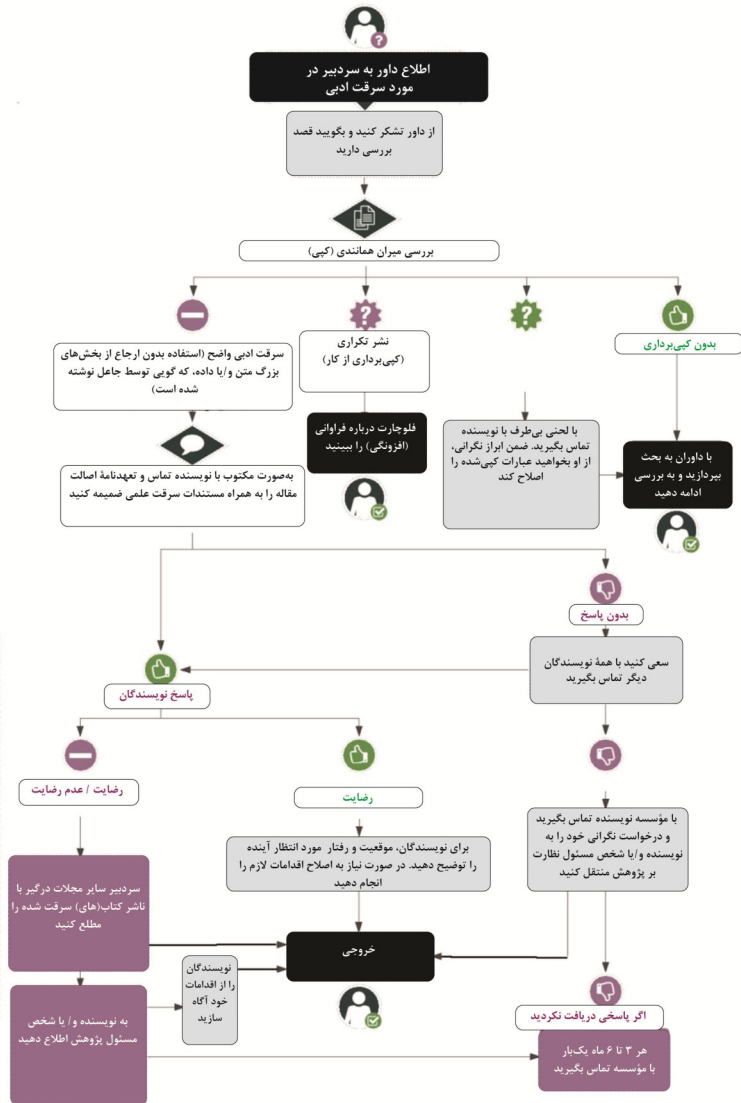 اطلاع داور به سردبیر در
مورد سرقت ادبی
از داور تشکر کنید و بگویید قصد
بررسی دارید
بررسی میران همانندی (کپی)
بدون کپی‌برداری
نشر تکراری
(کپی‌برداری از کار)
سرقت ادبی واضح (استفاده بدون ارجاع از بخش‌های
بزرگ متن و/یا داده، که گویی توسط جاعل نوشته
شده است)
با داوران به بحث
بپردازید و به بررسی
ادامه دهید
با لحنی بی‌طرف با نویسنده
تماس بگیرید. ضمن ابراز نگرانی،
از او بخواهید عبارات کپی‌شده را
اصلاح کند
فلوچارت درباره فراوانی
(افزونگی) را ببینید
به‌صورت مکتوب با نویسنده تماس و تعهدنامهٔ اصالت
مقاله را به همراه مستندات سرقت علمی ضمیمه کنید
بدون پاسخ
سعی کنید با همهٔ نویسندگان
دیگر تماس بگیرید
پاسخ نویسندگان
رضایت
رضایت / عدم رضایت
با مؤسسه نویسنده تماس بگیرید
و درخواست نگرانی خود را به
نویسنده و/یا شخص مسئول نظارت
بر پژوهش منتقل کنید
برای نویسندگان، موقعیت و رفتار مورد انتظار آینده
را توضیح دهید. در صورت نیاز به اصلاح اقدامات لازم را
انجام دهید
سردبیر سایر مجلات درگیر با
ناشر کتاب(های) سرقت شده را
مطلع کنید
خروجی
نویسندگان
را از اقدامات
خود آگاه
سازید
اگر پاسخی دریافت نکردید
به نویسنده و/ یا شخص
مسئول پژوهش اطلاع دهید
هر ۳ تا ۶ ماه یک‌بار
با مؤسسه تماس بگیرید